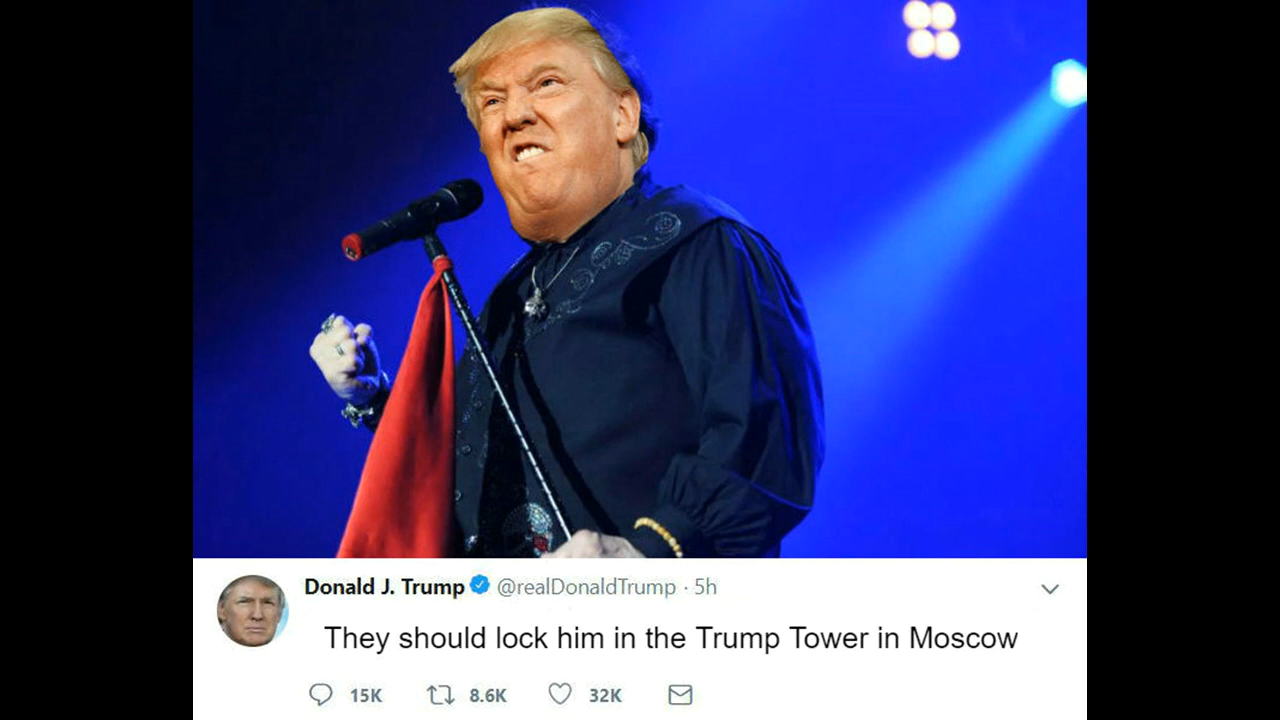 Donald J. Trump @realDonaldTrump · 5h
They should lock him in the Trump Tower in Moscow
15K 8.6K 32K